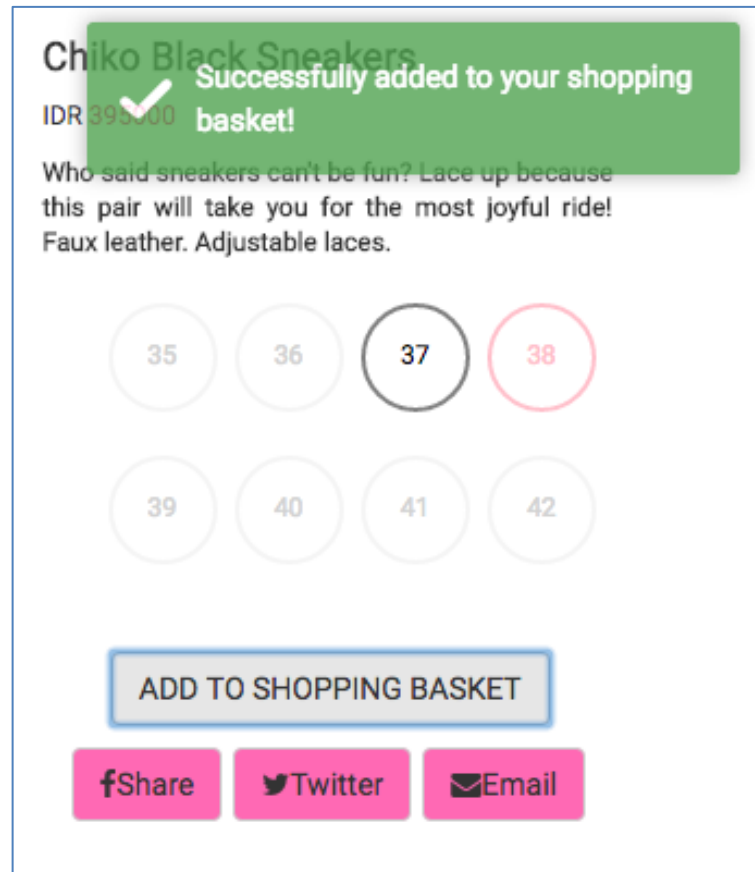 Chiko Black Sneakers
Successfully added to your shopping
basket!
IDR 395000
Who said sneakers can't be fun? Lace up because
this pair will take you for the most joyful ride!
Faux leather. Adjustable laces.
35 36 37 38
39 40 41 42
ADD TO SHOPPING BASKET
Share Twitter Email